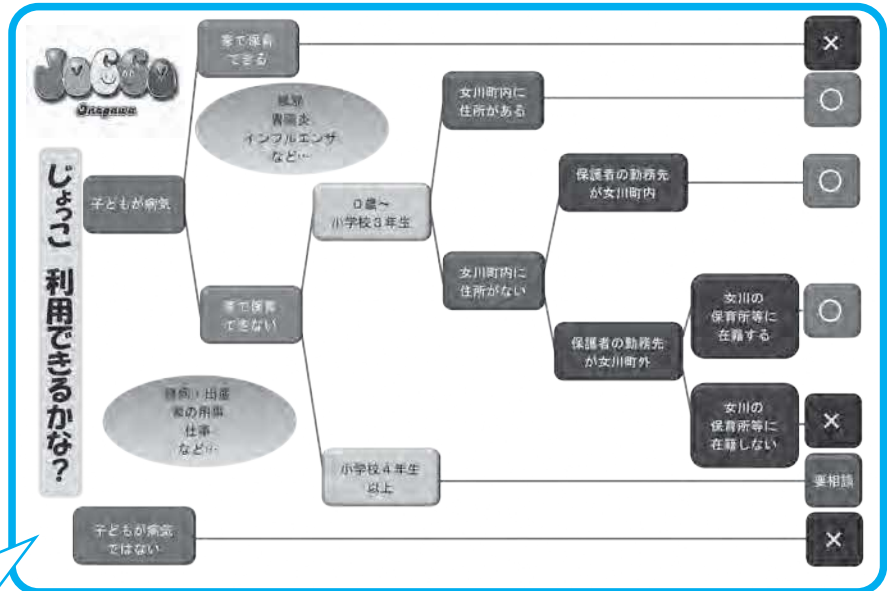 JoCCo
Onagawa
じょっこ 利用できるかな?
子どもが病気
家で保育
できる
×
風邪
胃腸炎
インフルエンザ
など…
家で保育
できない
0歳~
小学校3年生
女川町内に
住所がある
○
女川町内に
住所がない
保護者の勤務先
が女川町内
○
保護者の勤務先
が女川町外
女川の
保育所等に
在籍する
○
女川の
保育所等に
在籍しない
×
・出産
家の用事
仕事
など…
小学校4年生
以上
要相談
子どもが病気
ではない
×